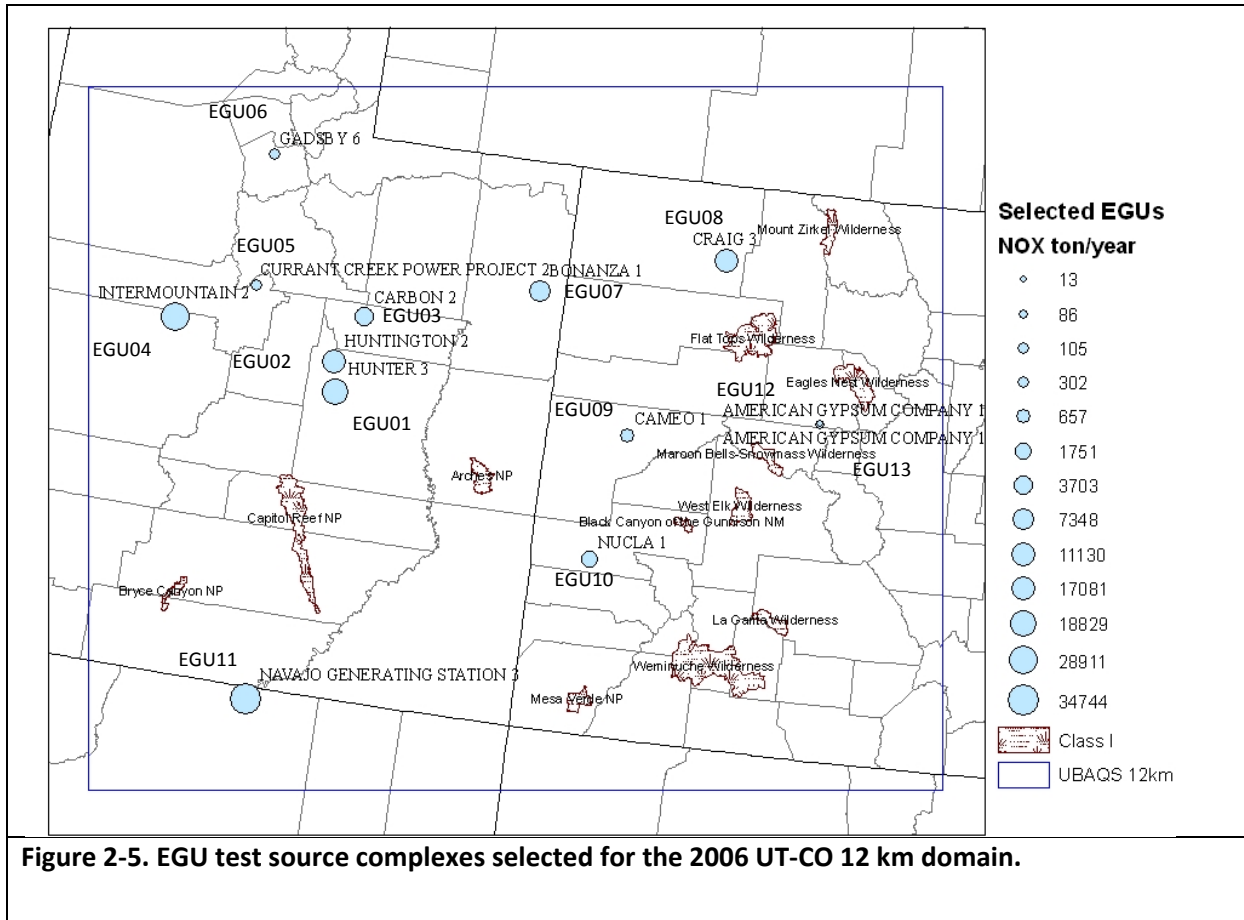 EGU06
GADSBY 6
EGU08
CRAIG 3
Mount Zirkel Wilderness
EGU05
CURRANT CREEK POWER PROJECT 2
BONANZA 1
INTERMOUNTAIN 2
CARBON 2
EGU07
EGU03
EGU04
EGU02
HUNTINGTON 2
HUNTER 3
EGU01
Flat Tops Wilderness
Eagles Nest Wilderness
EGU12
EGU09
CAMEO 1
AMERICAN GYPSUM COMPANY 1
AMERICAN GYPSUM COMPANY 1
Maroon Bells-Snowmass Wilderness
EGU13
Arches NP
West Elk Wilderness
Capitol Reef NP
Black Canyon of the Gunnison NM
NUCLA 1
EGU10
Bryce Canyon NP
La Garita Wilderness
EGU11
NAVAJO GENERATING STATION 3
Weminuche Wilderness
Mesa Verde NP
Selected EGUs
NOX ton/year
13
86
105
302
657
1751
3703
7348
11130
17081
18829
28911
34744
Class I
UBAQS 12km
Figure 2-5. EGU test source complexes selected for the 2006 UT-CO 12 km domain.